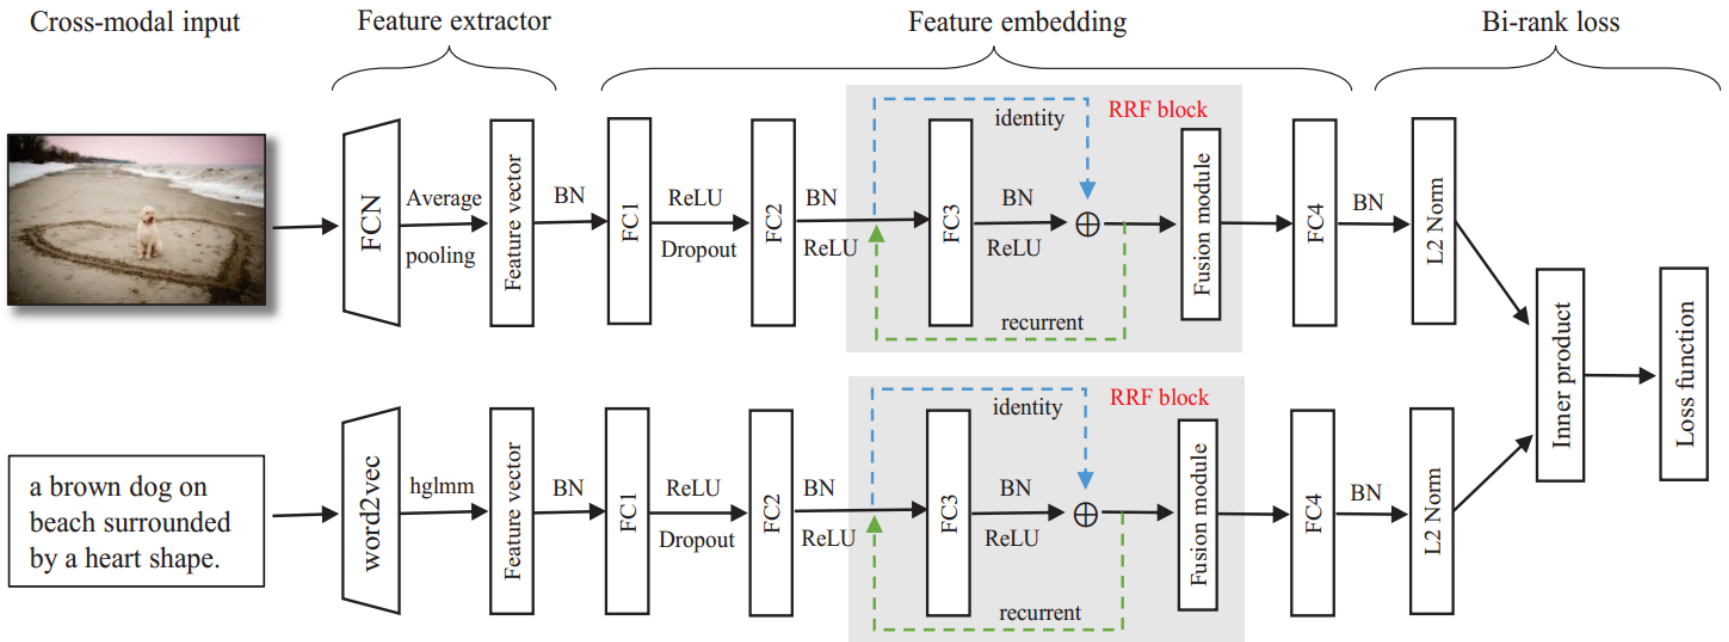 Cross-modal input
Feature extractor
Feature embedding
Bi-rank loss
FCN
Average
pooling
Feature vector
BN
FC1
ReLU
Dropout
FC2
BN
ReLU
identity
RRF block
FC3
BN
ReLU
recurrent
Fusion module
FC4
BN
L2 Norm
a brown dog on
beach surrounded
by a heart shape.
word2vec
hglmm
Feature vector
BN
FC1
ReLU
Dropout
FC2
BN
ReLU
identity
RRF block
FC3
BN
ReLU
recurrent
Fusion module
FC4
BN
L2 Norm
Inner product
Loss function